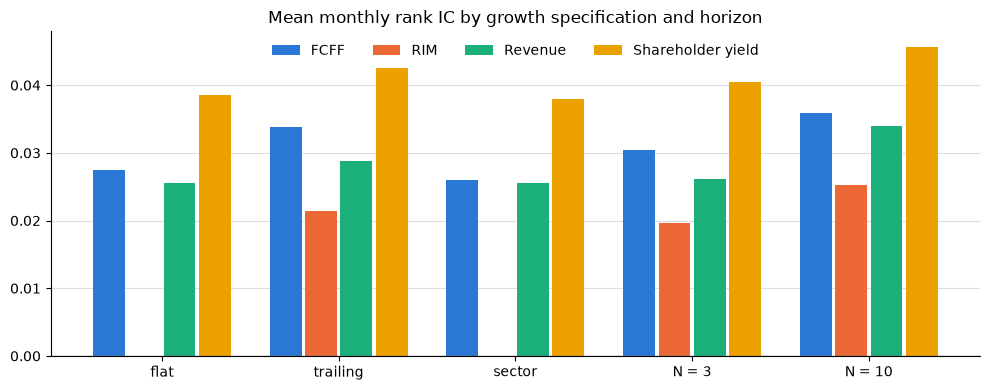 Mean monthly rank IC by growth specification and horizon
FCFF RIM Revenue Shareholder yield
0.04
0.03
0.02
0.01
0.00
flat trailing sector N = 3 N = 10